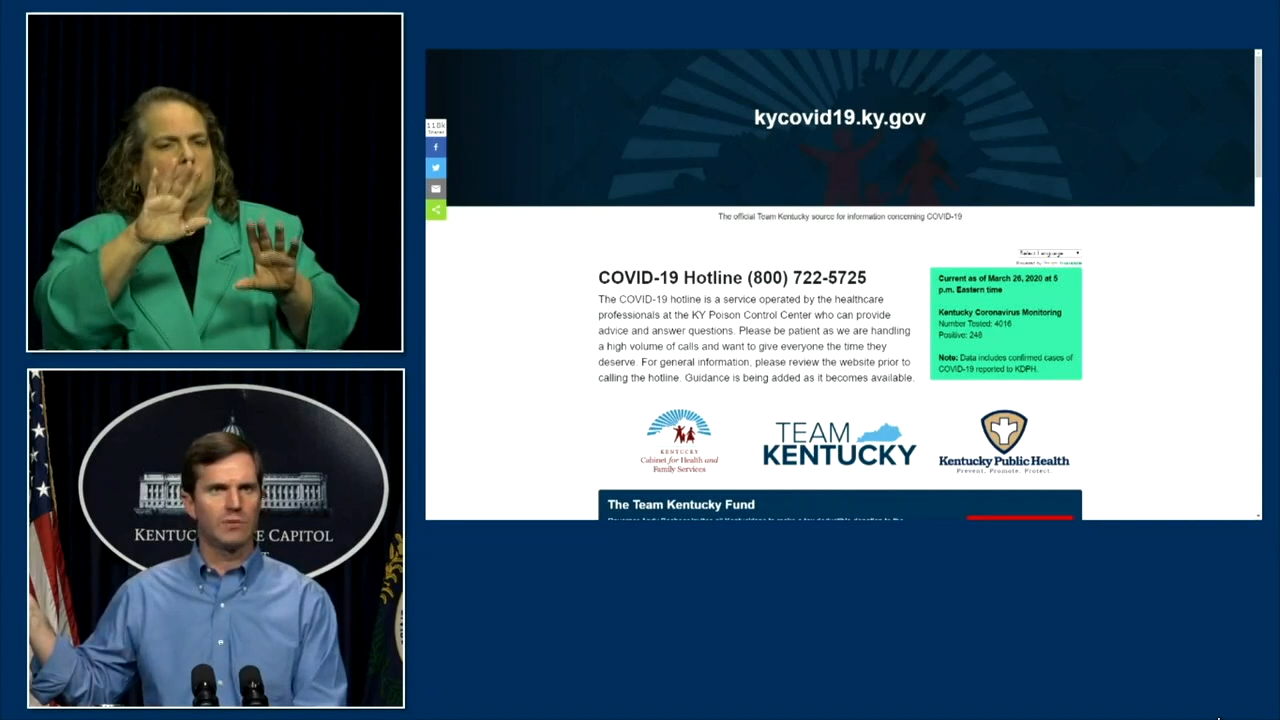 kycovid19.ky.gov
The official Team Kentucky source for information concerning COVID-19
Select Language
COVID-19 Hotline (800) 722-5725
The COVID-19 hotline is a service operated by the healthcare
professionals at the KY Poison Control Center who can provide
advice and answer questions. Please be patient as we are handling
a high volume of calls and want to give everyone the time they
deserve. For general information, please review the website prior to
calling the hotline. Guidance is being added as it becomes available.
Current as of March 26, 2020 at 5
p.m. Eastern time
Kentucky Coronavirus Monitoring
Number Tested: 4016
Positive: 248
Note: Data includes confirmed cases of
COVID-19 reported to KDPH.
KENTUCKY
Cabinet for Health and
Family Services
TEAM
KENTUCKY
Kentucky Public Health
Prevent. Promote. Protect.
The Team Kentucky Fund
KENTUC E CAPITOL
T